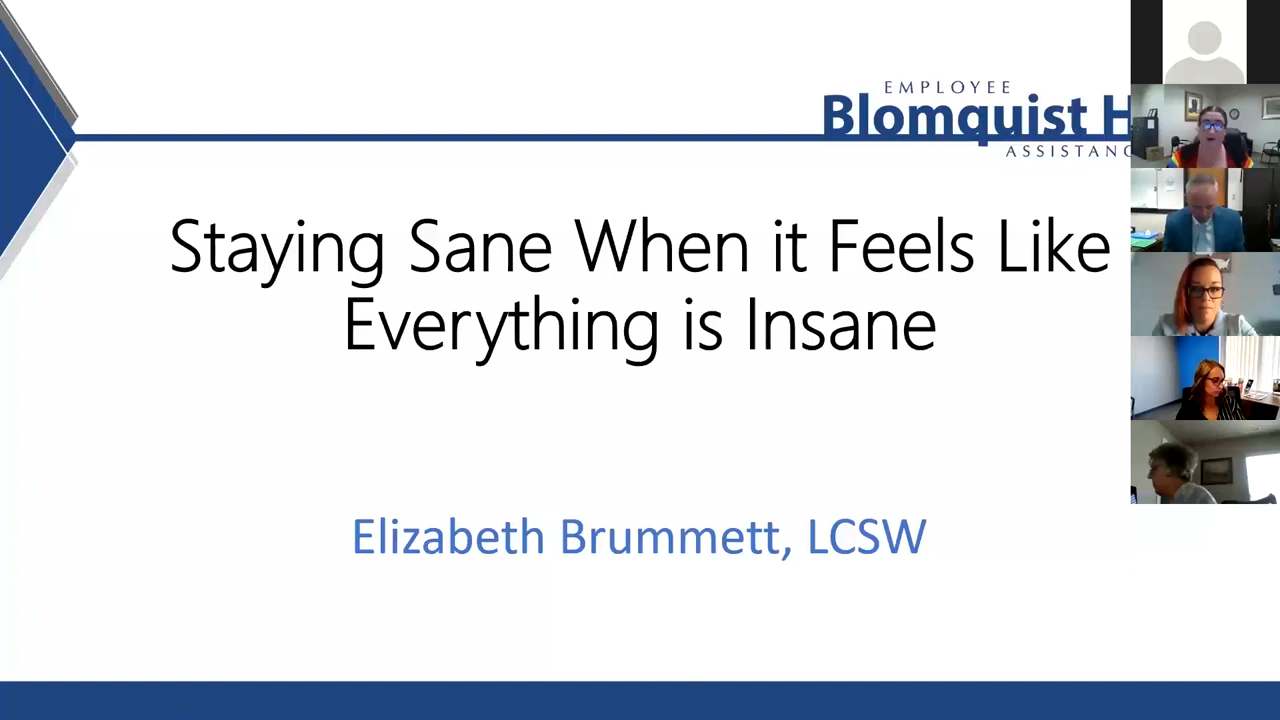 EMPLOYEE
Blomquist H
ASSISTANC
Staying Sane When it Feels Like
Everything is Insane
Elizabeth Brummett, LCSW